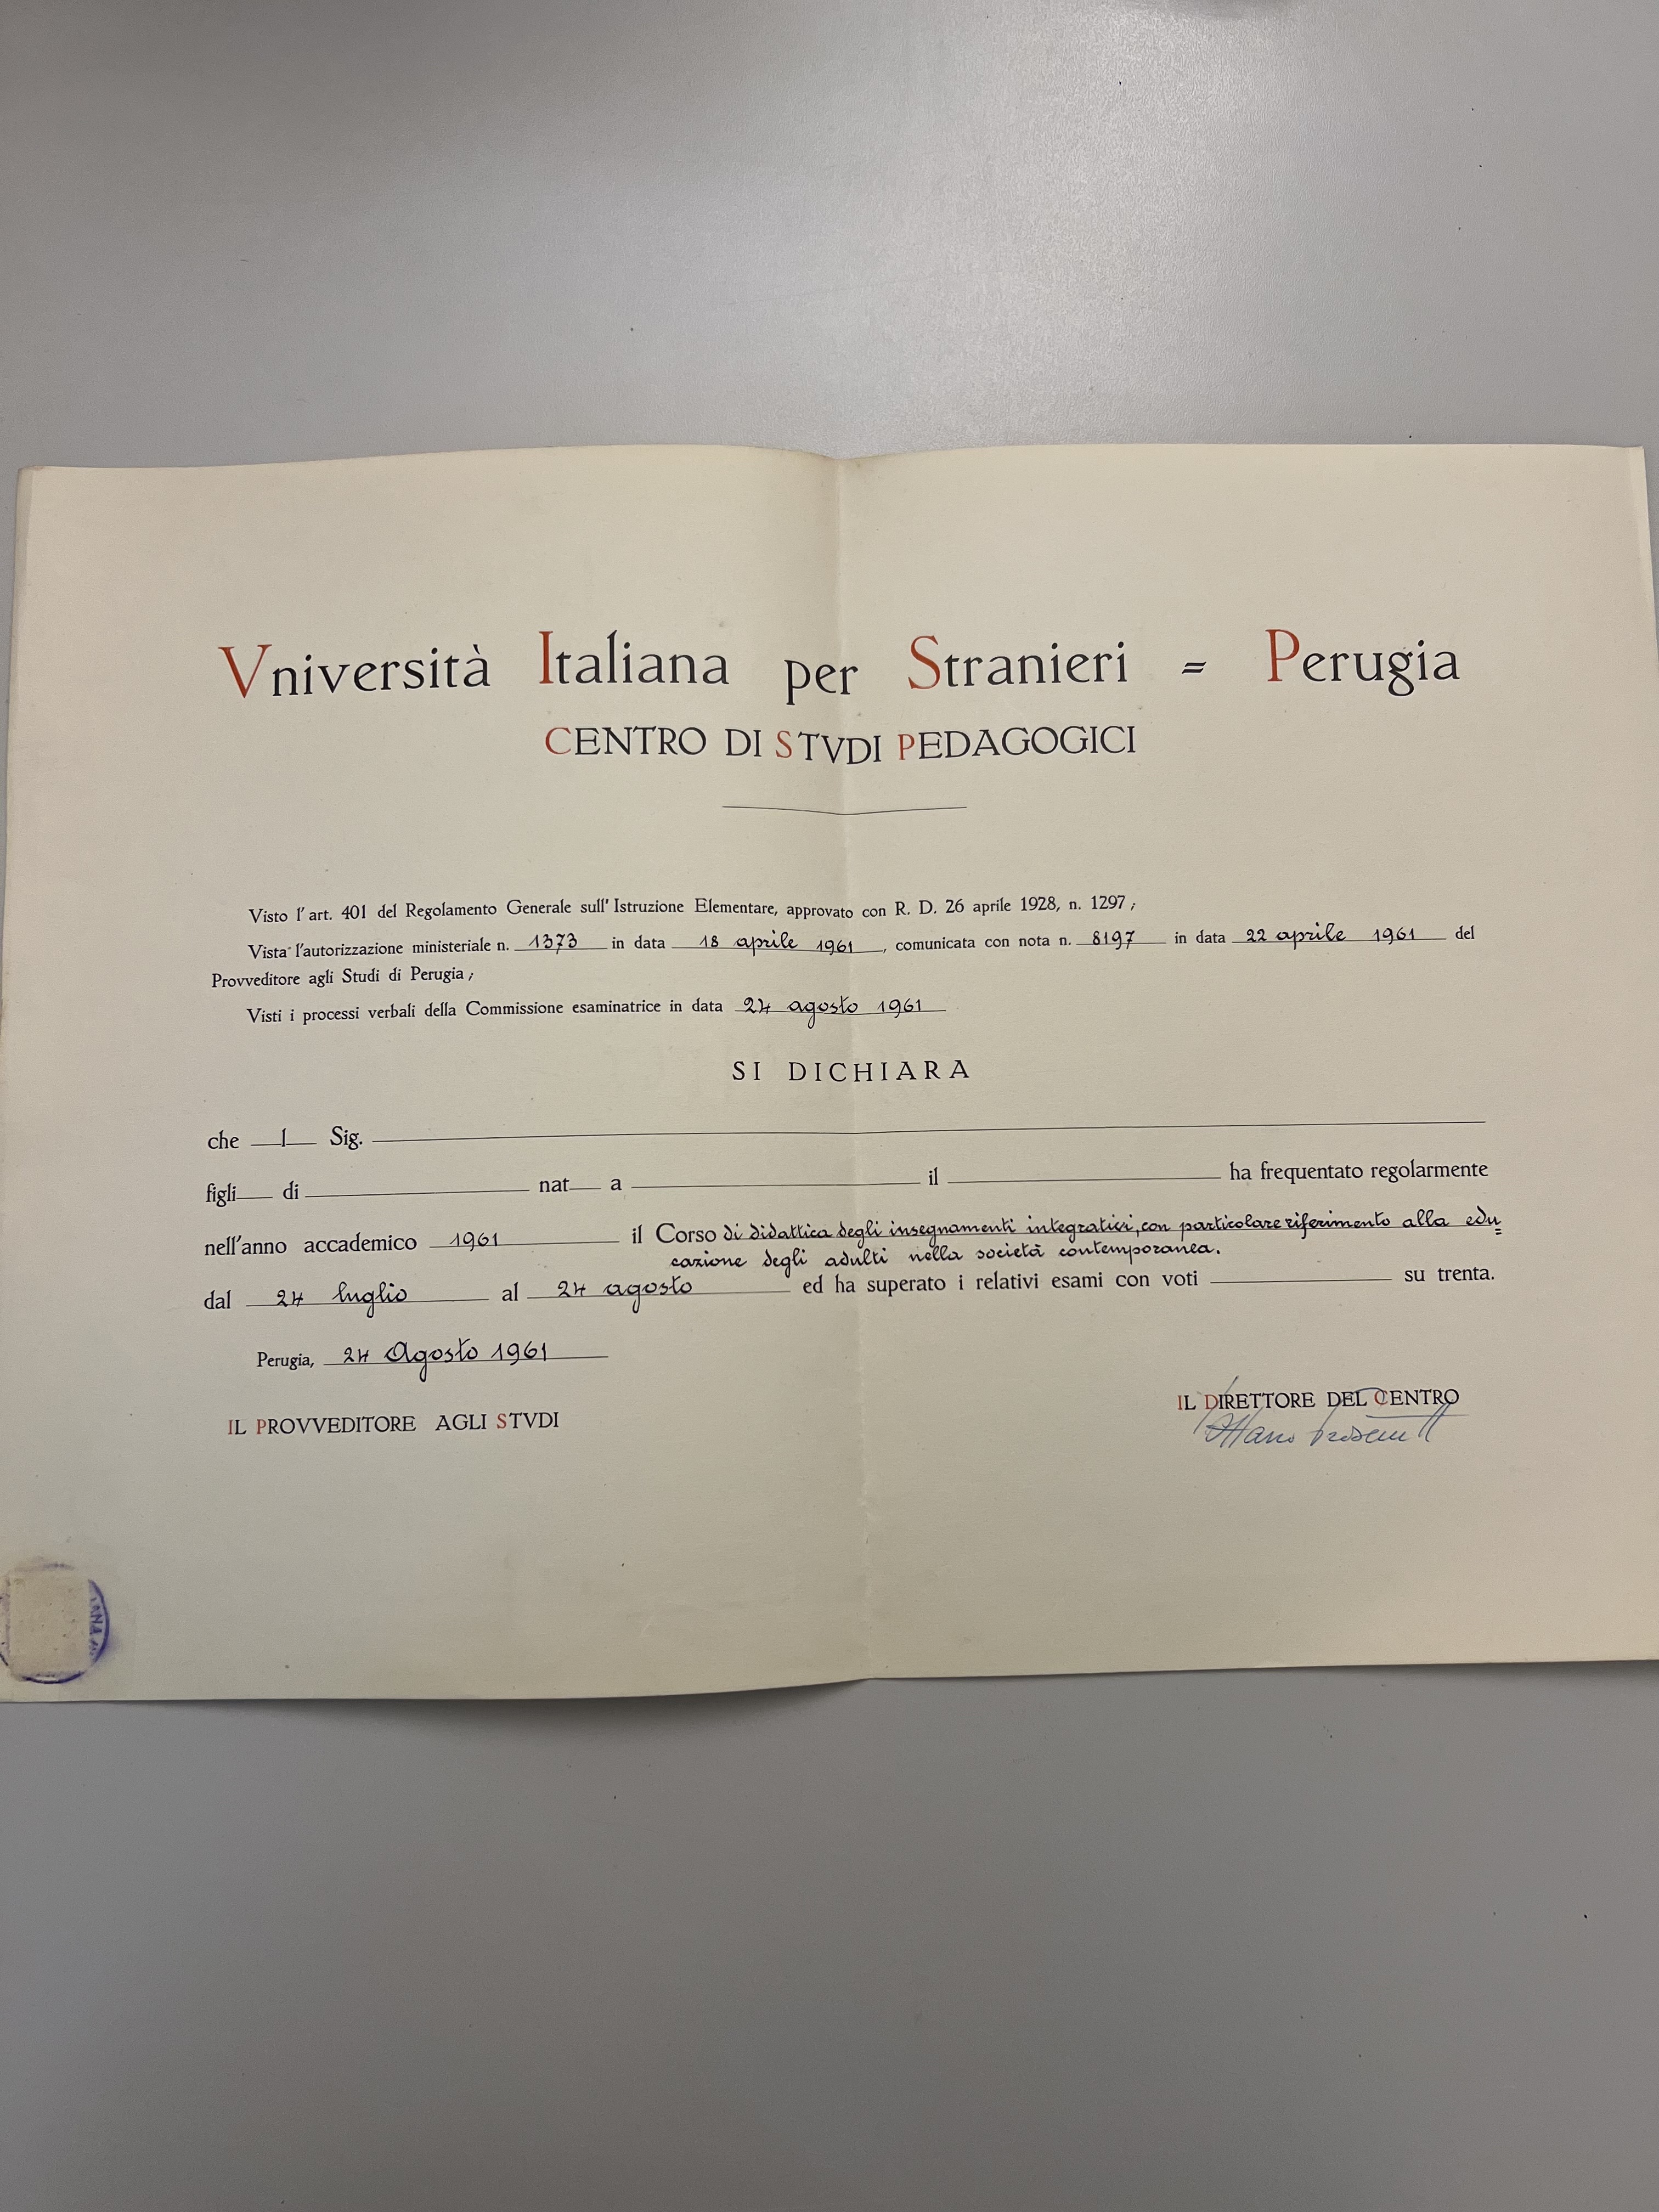 Vniversità Italiana per Stranieri = Perugia
CENTRO DI STVDI PEDAGOGICI
Visto l'art. 401 del Regolamento Generale sull'Istruzione Elementare, approvato con R. D. 26 aprile 1928, n. 1297;
Vista l'autorizzazione ministeriale n. 1373 in data 18 aprile 1961, comunicata con nota n. 8197 in data 22 aprile 1961 del
Provveditore agli Studi di Perugia;
Visti i processi verbali della Commissione esaminatrice in data 24 agosto 1961
SI DICHIARA
che l Sig.
figli di nat a il ha frequentato regolarmente
nell'anno accademico 1961 il Corso di didattica degli insegnamenti integrativi, con particolare riferimento alla edu=
cazione degli adulti nella società contemporanea.
dal 24 luglio al 24 agosto ed ha superato i relativi esami con voti su trenta.
Perugia, 24 Agosto 1961
IL DIRETTORE DEL CENTRO
IL PROVVEDITORE AGLI STVDI